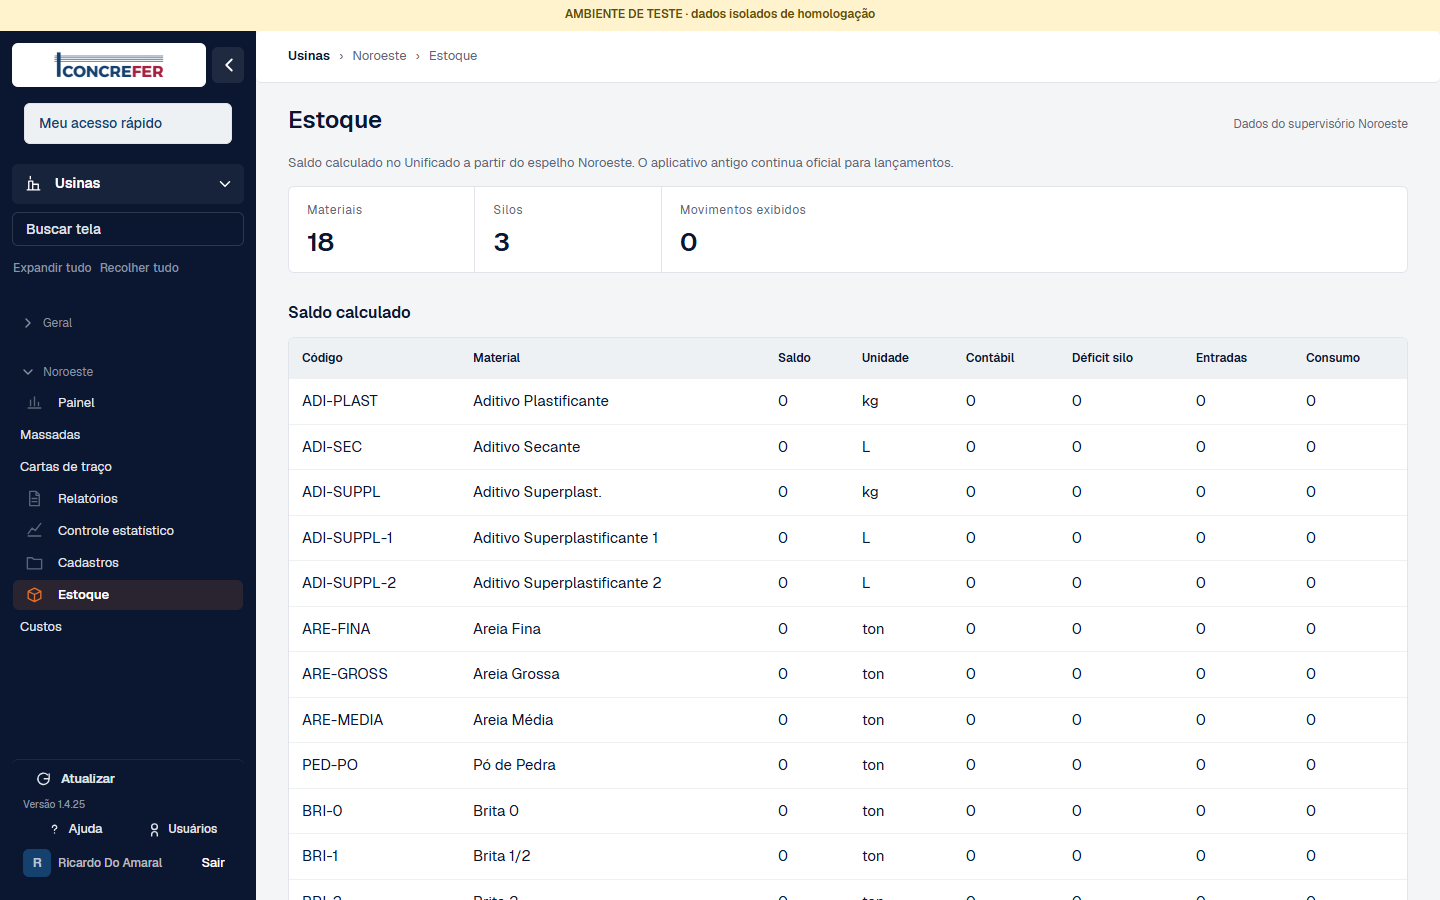 AMBIENTE DE TESTE · dados isolados de homologação
CONCREFER
Meu acesso rápido
Usinas
Buscar tela
Expandir tudo Recolher tudo
Geral
Noroeste
Painel
Massadas
Cartas de traço
Relatórios
Controle estatístico
Cadastros
Estoque
Custos
Atualizar
Versão 1.4.25
? Ajuda Usuários
R Ricardo Do Amaral Sair
Usinas › Noroeste › Estoque
Estoque
Dados do supervisório Noroeste
Saldo calculado no Unificado a partir do espelho Noroeste. O aplicativo antigo continua oficial para lançamentos.
Materiais Silos Movimentos exibidos
18 3 0
Saldo calculado
Código Material Saldo Unidade Contábil Déficit silo Entradas Consumo
ADI-PLAST Aditivo Plastificante 0 kg 0 0 0 0
ADI-SEC Aditivo Secante 0 L 0 0 0 0
ADI-SUPPL Aditivo Superplast. 0 kg 0 0 0 0
ADI-SUPPL-1 Aditivo Superplastificante 1 0 L 0 0 0 0
ADI-SUPPL-2 Aditivo Superplastificante 2 0 L 0 0 0 0
ARE-FINA Areia Fina 0 ton 0 0 0 0
ARE-GROSS Areia Grossa 0 ton 0 0 0 0
ARE-MEDIA Areia Média 0 ton 0 0 0 0
PED-PO Pó de Pedra 0 ton 0 0 0 0
BRI-0 Brita 0 0 ton 0 0 0 0
BRI-1 Brita 1/2 0 ton 0 0 0 0